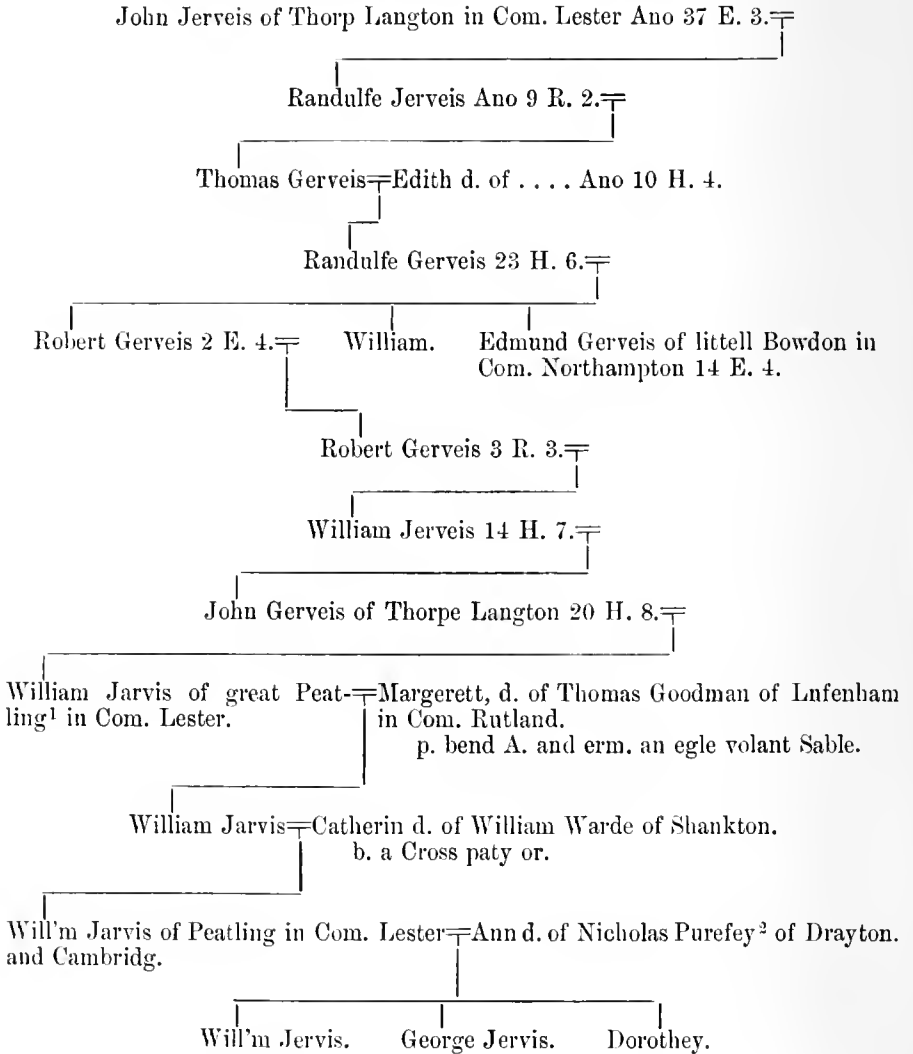 John Jerveis of Thorp Langton in Com. Lester Ano 37 E. 3.
Randulfe Jerveis Ano 9 R. 2.
Thomas Gerveis=Edith d. of .... Ano 10 H. 4.
Randulfe Gerveis 23 H. 6.
Robert Gerveis 2 E. 4. William. Edmund Gerveis of littell Bowdon in
Com. Northampton 14 E. 4.
Robert Gerveis 3 R. 3.
William Jerveis 14 H. 7.
John Gerveis of Thorpe Langton 20 H. 8.
William Jarvis of great Peat-=Margerett, d. of Thomas Goodman of Lufenham
ling¹ in Com. Lester. in Com. Rutland.
p. bend A. and erm. an egle volant Sable.
William Jarvis=Catherin d. of William Warde of Shankton.
b. a Cross paty or.
Will'm Jarvis of Peatling in Com. Lester=Ann d. of Nicholas Purefey² of Drayton.
and Cambridg.
Will'm Jervis. George Jervis. Dorothey.